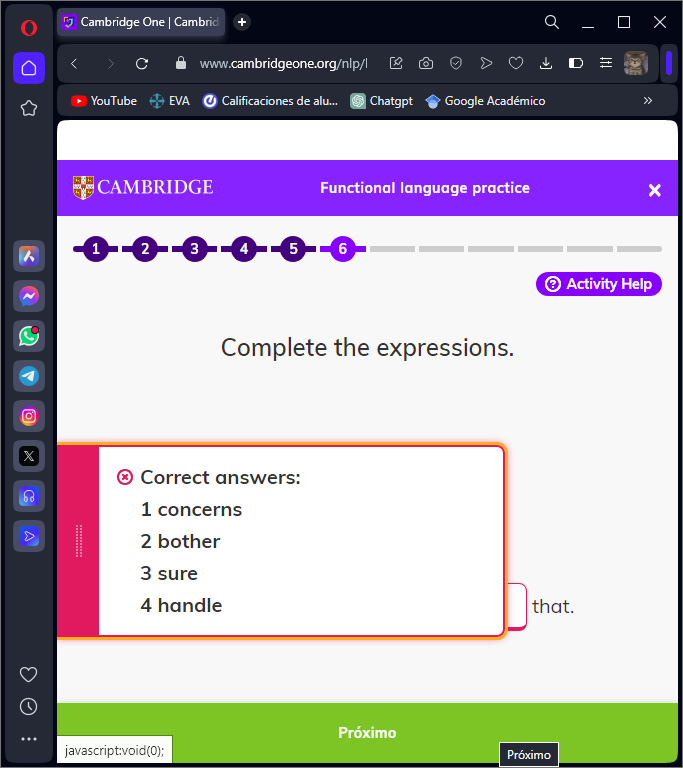 Cambridge One | Cambrid
www.cambridgeone.org/nlp/l
YouTube
EVA
Calificaciones de alu...
Chatgpt
Google Académico
CAMBRIDGE
Functional language practice
1 2 3 4 5 6
Activity Help
Complete the expressions.
Correct answers:
1 concerns
2 bother
3 sure
4 handle
that.
Próximo
javascript:void(0);
Próximo